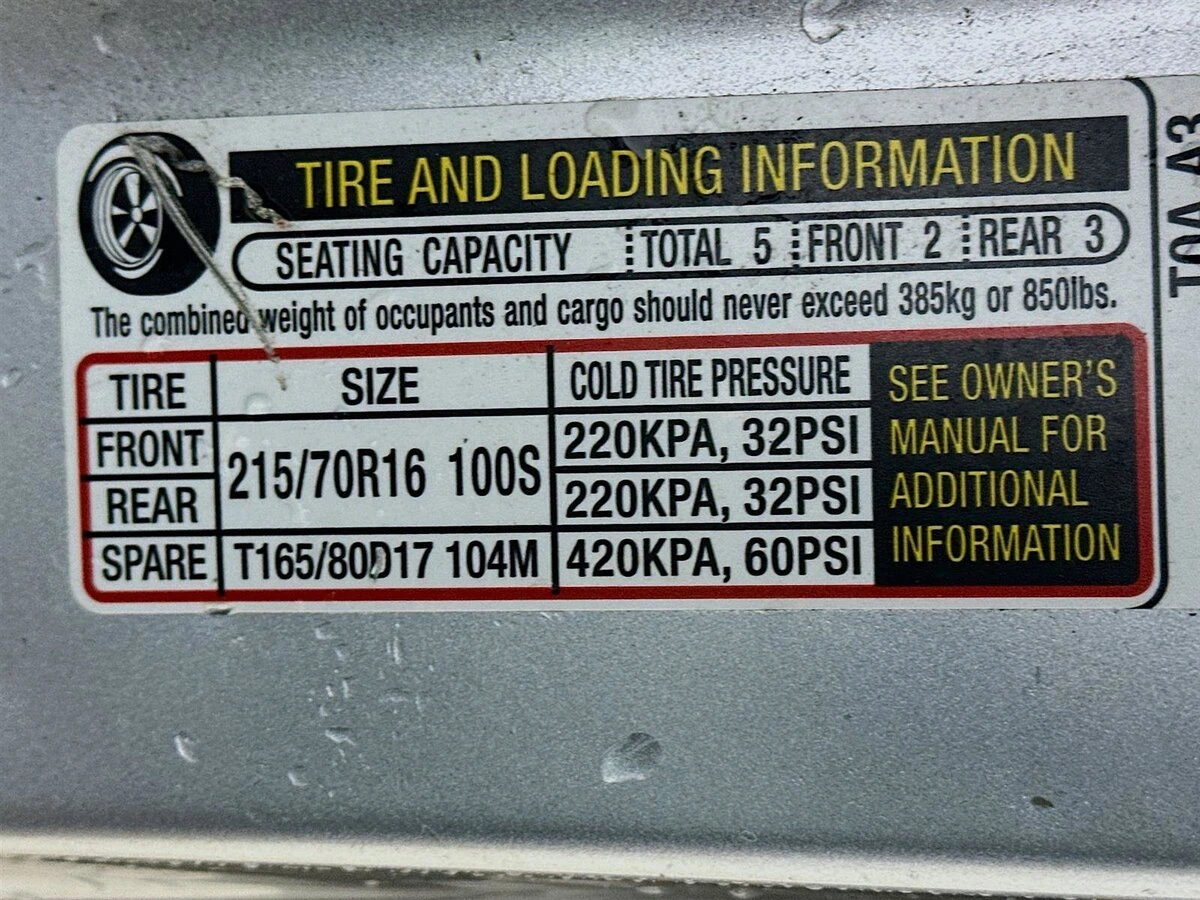 TIRE AND LOADING INFORMATION
SEATING CAPACITY TOTAL 5 FRONT 2 REAR 3
The combined weight of occupants and cargo should never exceed 385kg or 850lbs.
TIRE SIZE COLD TIRE PRESSURE
FRONT 215/70R16 100S 220KPA, 32PSI
REAR 220KPA, 32PSI
SPARE T165/80D17 104M 420KPA, 60PSI
SEE OWNER'S
MANUAL FOR
ADDITIONAL
INFORMATION
T0A A3